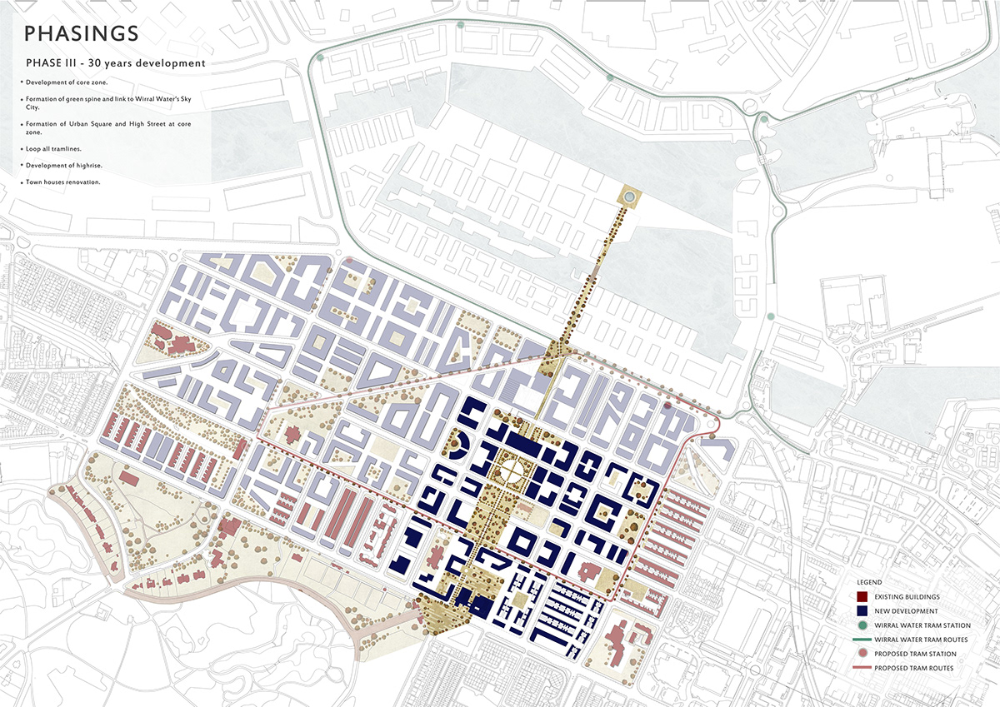 PHASINGS
PHASE III - 30 years development
• Development of core zone.
• Formation of green spine and link to Wirral Water's Sky
City.
• Formation of Urban Square and High Street at core
zone.
• Loop all tramlines.
• Development of highrise.
• Town houses renovation.
LEGEND
EXISTING BUILDINGS
NEW DEVELOPMENT
WIRRAL WATER TRAM STATION
WIRRAL WATER TRAM ROUTES
PROPOSED TRAM STATION
PROPOSED TRAM ROUTES